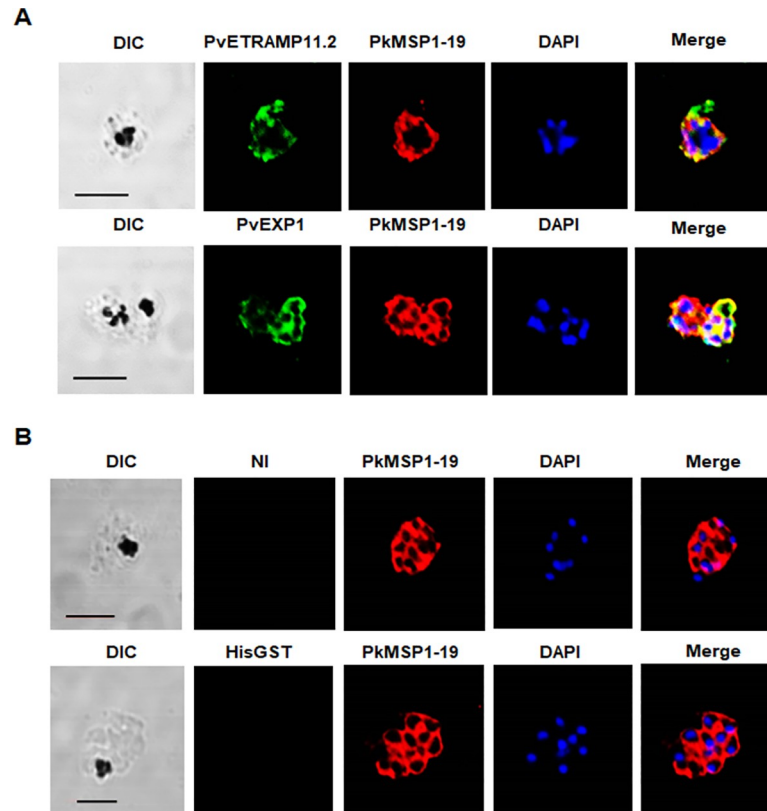 A
DIC PvETRAMP11.2 PkMSP1-19 DAPI Merge
DIC PvEXP1 PkMSP1-19 DAPI Merge
B
DIC NI PkMSP1-19 DAPI Merge
DIC HisGST PkMSP1-19 DAPI Merge